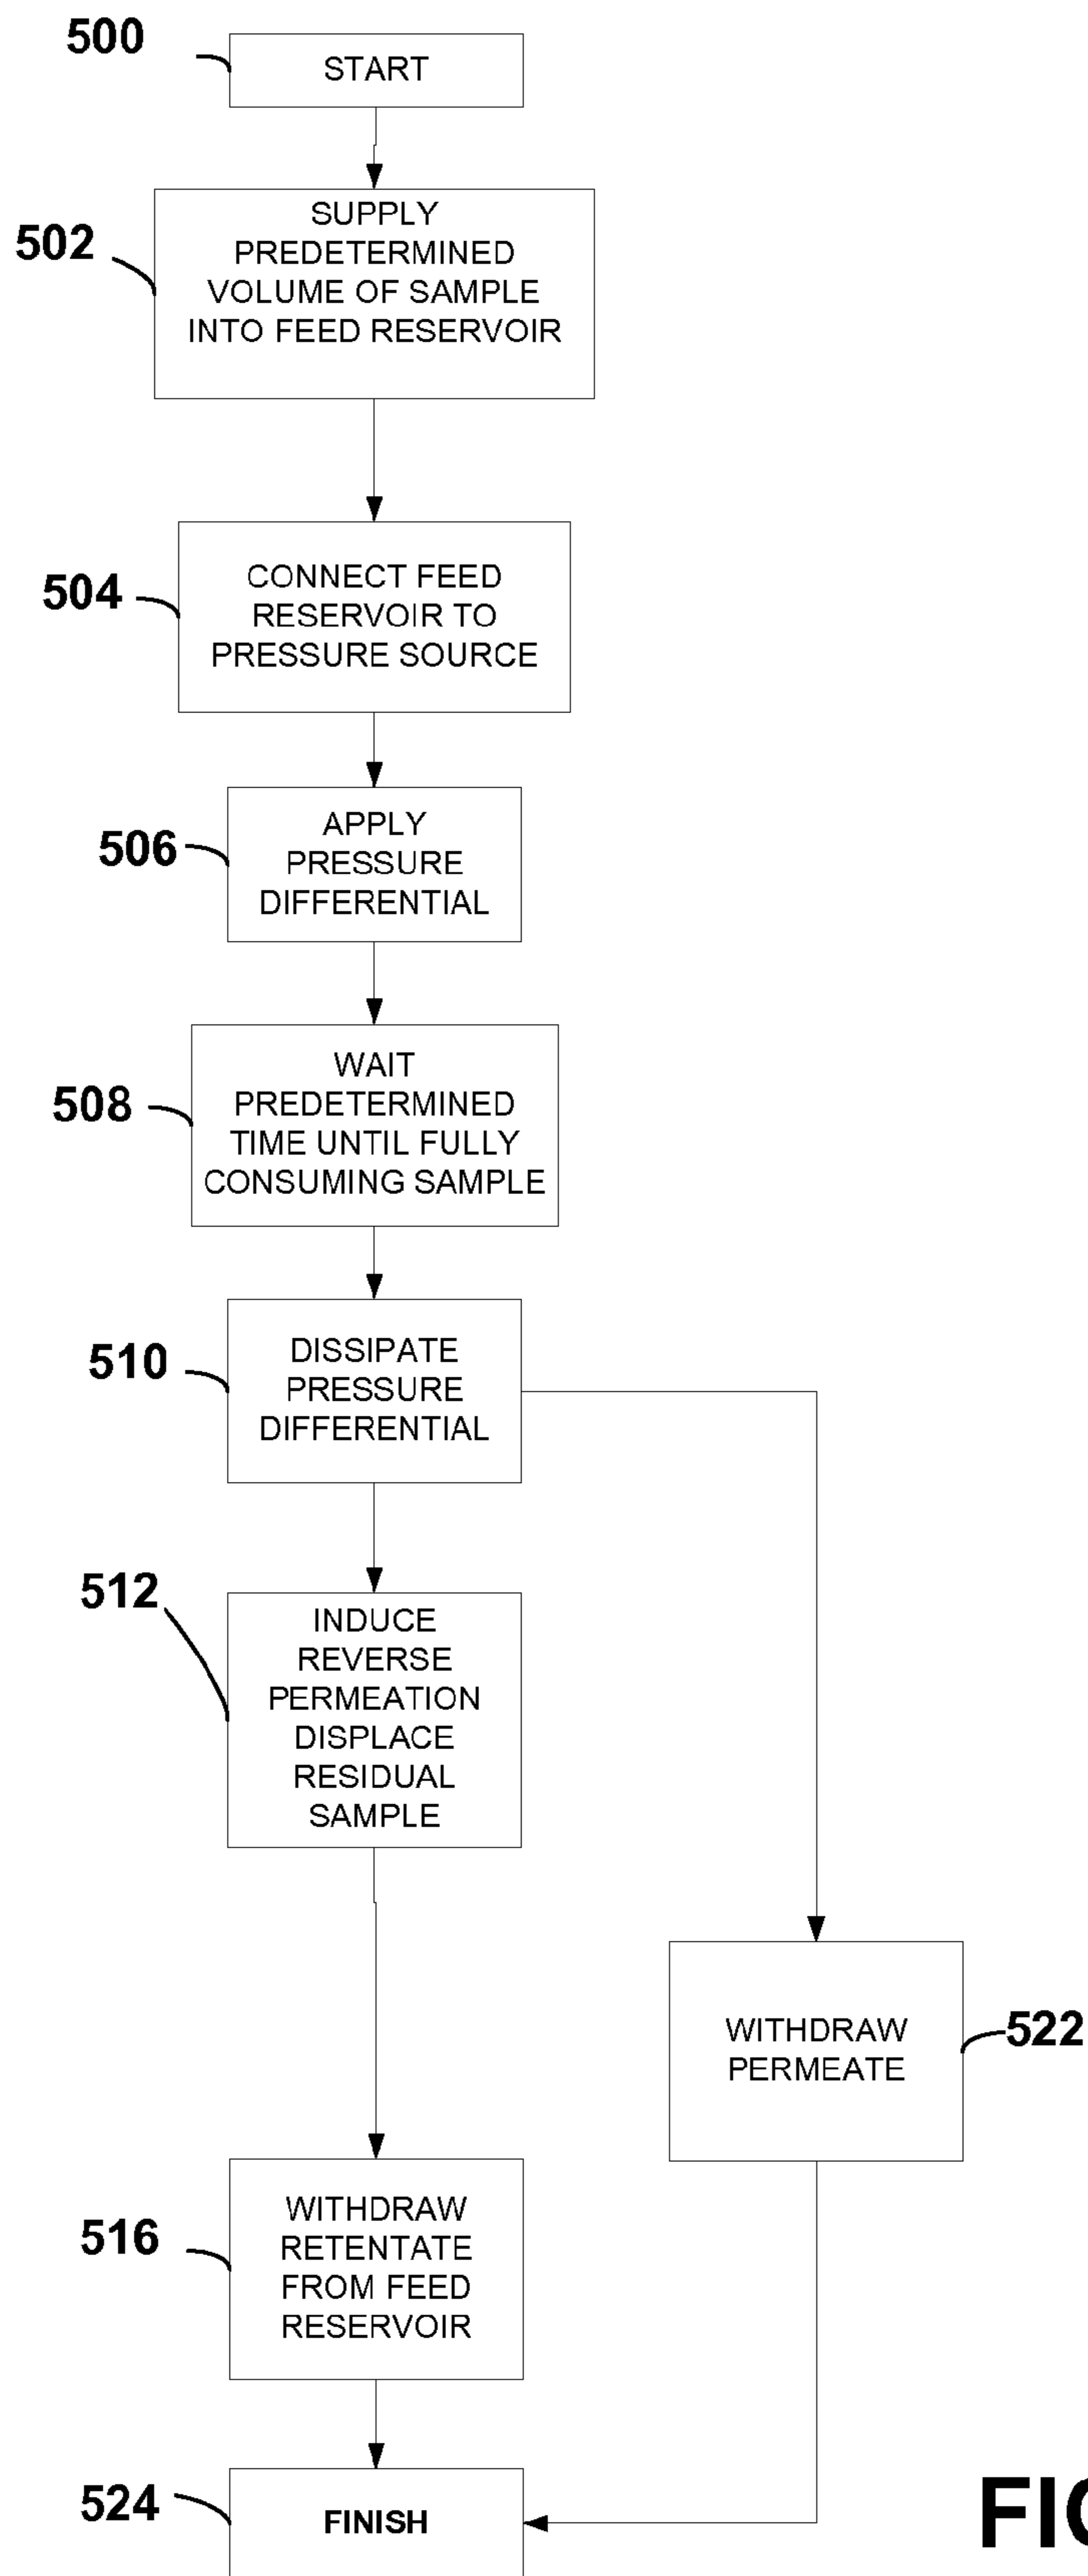 500
START
502
SUPPLY
PREDETERMINED
VOLUME OF SAMPLE
INTO FEED RESERVOIR
504
CONNECT FEED
RESERVOIR TO
PRESSURE SOURCE
506
APPLY
PRESSURE
DIFFERENTIAL
508
WAIT
PREDETERMINED
TIME UNTIL FULLY
CONSUMING SAMPLE
510
DISSIPATE
PRESSURE
DIFFERENTIAL
512
INDUCE
REVERSE
PERMEATION
DISPLACE
RESIDUAL
SAMPLE
WITHDRAW
PERMEATE
522
516
WITHDRAW
RETENTATE
FROM FEED
RESERVOIR
524
FINISH